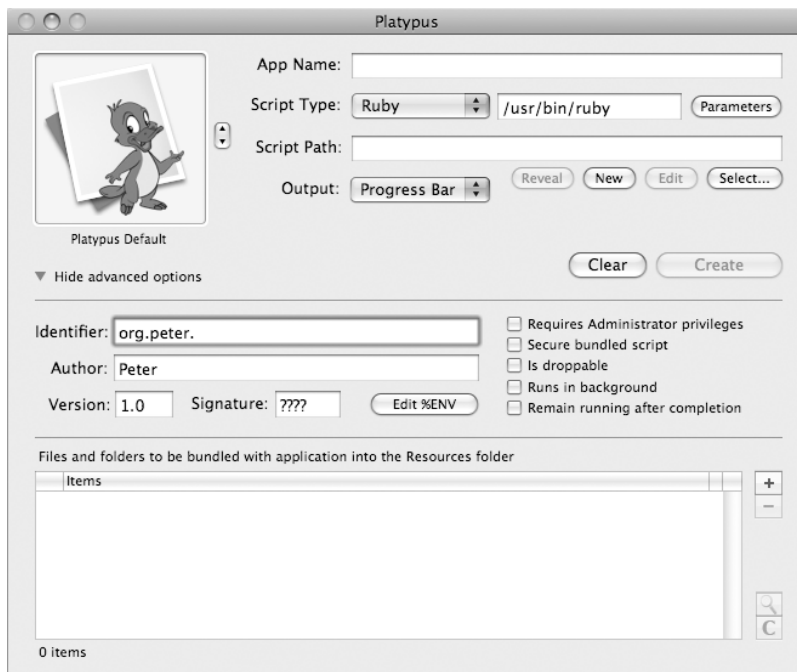 Platypus
App Name:
Script Type: Ruby /usr/bin/ruby Parameters
Script Path:
Output: Progress Bar Reveal New Edit Select...
Platypus Default
Clear Create
Hide advanced options
Identifier: org.peter.
Author: Peter
Version: 1.0 Signature: ???? Edit %ENV
Requires Administrator privileges
Secure bundled script
Is droppable
Runs in background
Remain running after completion
Files and folders to be bundled with application into the Resources folder
Items
+
-
C
0 items